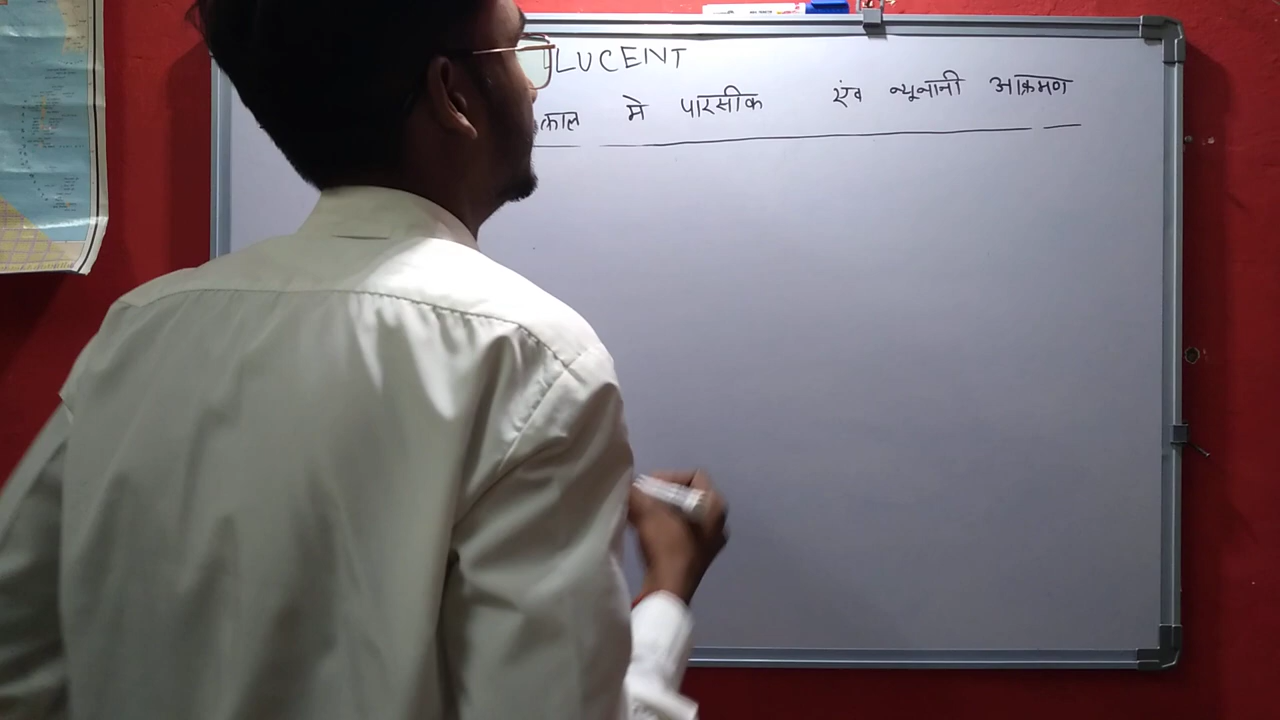 LUCENT
काल मे पारसीक एंव न्यूनानी आक्रमण